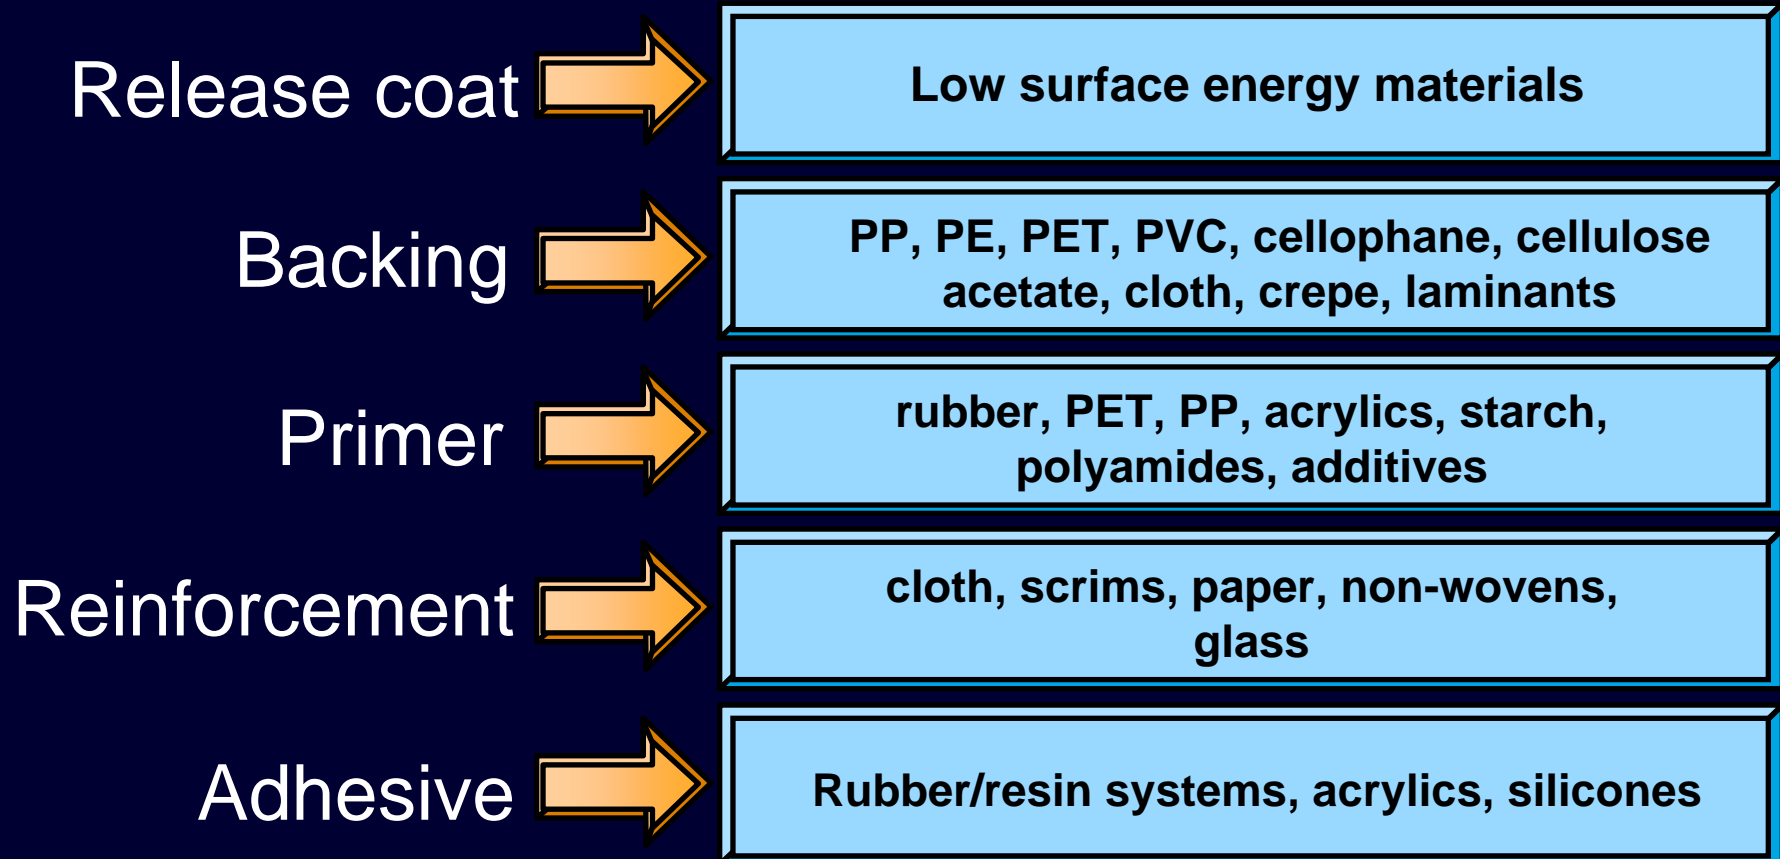 Release coat
Low surface energy materials
Backing
PP, PE, PET, PVC, cellophane, cellulose
acetate, cloth, crepe, laminants
Primer
rubber, PET, PP, acrylics, starch,
polyamides, additives
Reinforcement
cloth, scrims, paper, non-wovens,
glass
Adhesive
Rubber/resin systems, acrylics, silicones